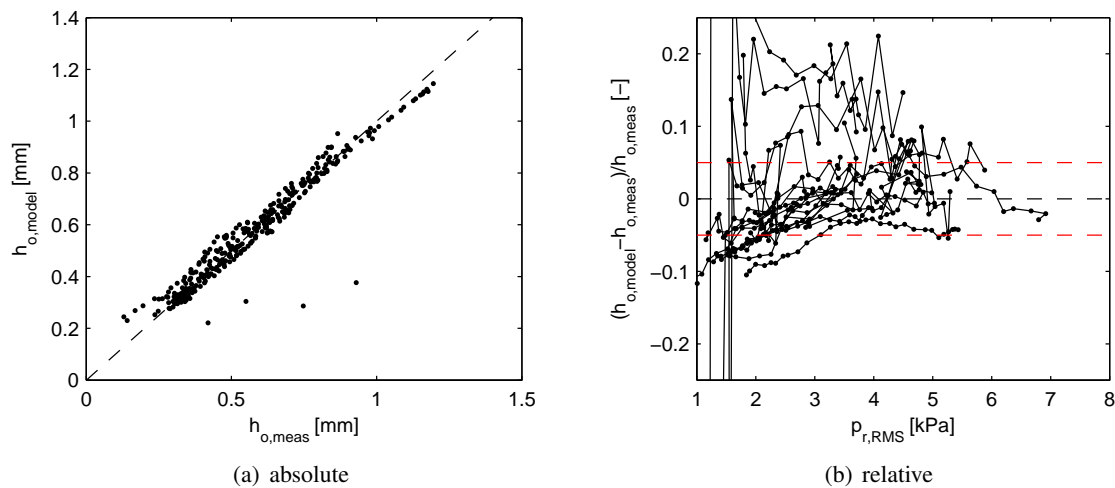 1.4
1.2
1
0.8
0.6
0.4
0.2
0
0 0.5 1 1.5
h_o,model [mm]
h_o,meas [mm]
(a) absolute
0.2
0.1
0
−0.1
−0.2
1 2 3 4 5 6 7 8
(h_o,model−h_o,meas)/h_o,meas [−]
p_r,RMS [kPa]
(b) relative